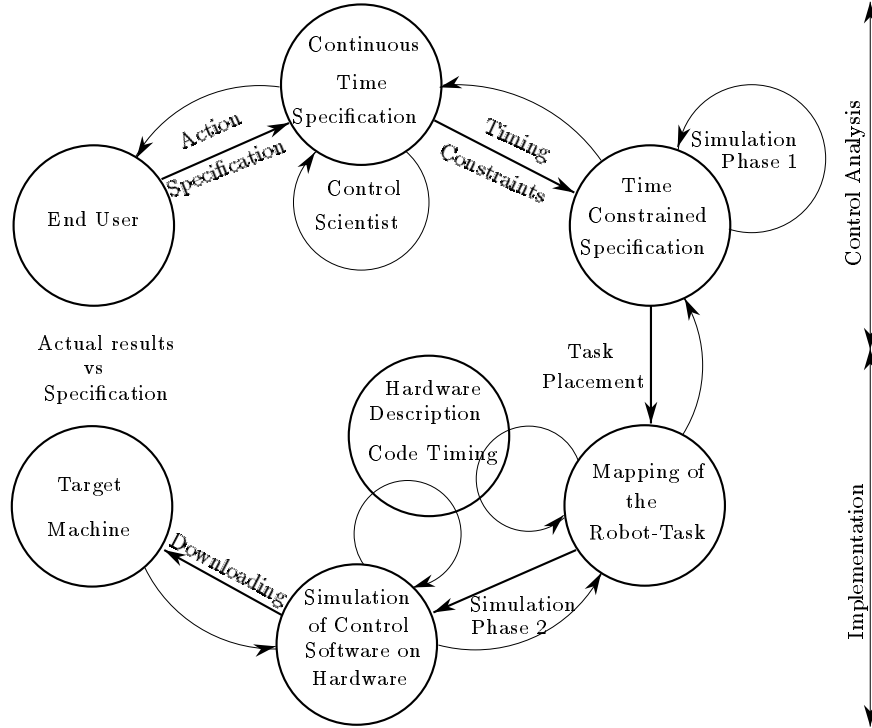 Continuous
Time
Specification
Action
Specification
Timing
Constraints
Simulation
Phase 1
End User
Control
Scientist
Time
Constrained
Specification
Control Analysis
Actual results
vs
Specification
Task
Placement
Hardware
Description
Code Timing
Mapping of
the
Robot-Task
Target
Machine
Downloading
Simulation
of Control
Software on
Hardware
Simulation
Phase 2
Implementation